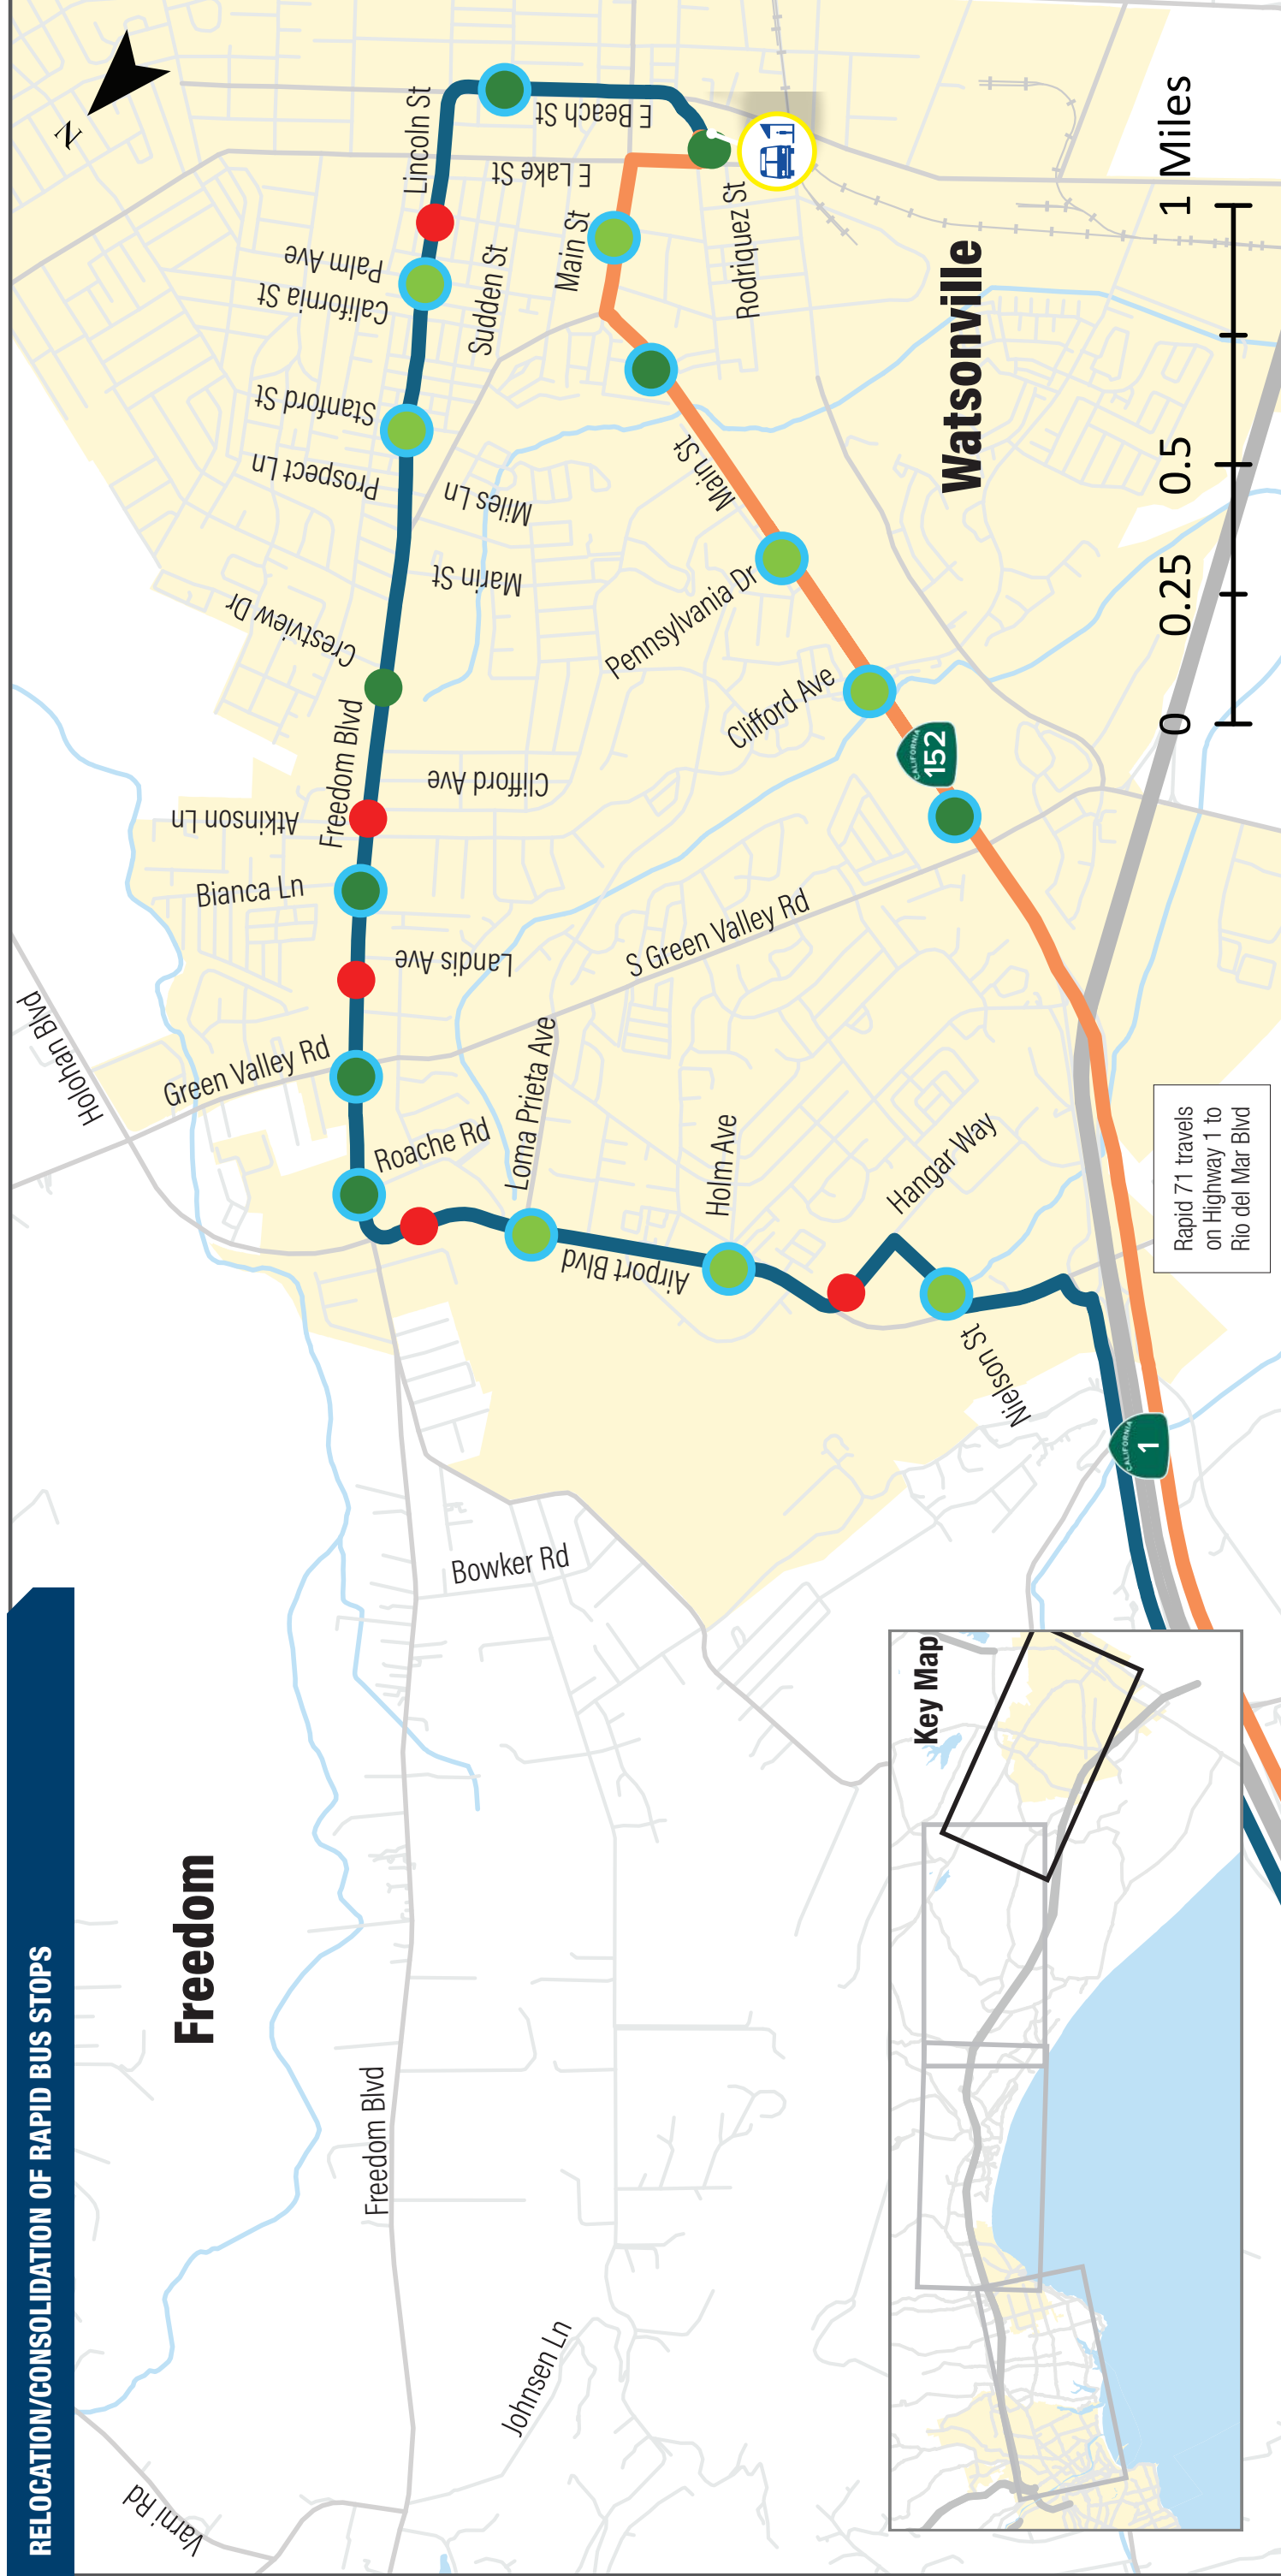 RELOCATION/CONSOLIDATION OF RAPID BUS STOPS
Varni Rd
Freedom
Freedom Blvd
Johnsen Ln
Bowker Rd
Holohan Blvd
Green Valley Rd
Roache Rd
Loma Prieta Ave
Airport Blvd
Holm Ave
Hangar Way
Nielson St
Bianca Ln
Landis Ave
Atkinson Ln
Freedom Blvd
Clifford Ave
S Green Valley Rd
Crestview Dr
Marin St
Miles Ln
Prospect Ln
Stanford St
California St
Palm Ave
Sudden St
Lincoln St
E Lake St
E Beach St
Main St
Rodriquez St
Main St
Pennsylvania Dr
Clifford Ave
CALIFORNIA
152
Watsonville
CALIFORNIA
1
Rapid 71 travels
on Highway 1 to
Rio del Mar Blvd
Key Map
N
0 0.25 0.5 1 Miles